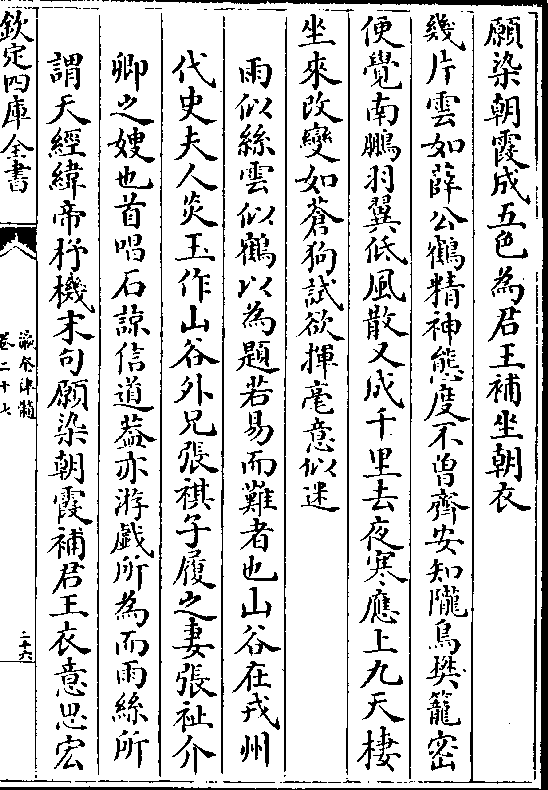 願染朝霞成五色為君王補坐朝衣
幾片雲如薛公鶴精神態度不曾齊安知隴鳥樊籠密
便覺南鵬羽翼低風散又成千里去夜寒應上九天棲
坐來改變如蒼狗試欲揮毫意似迷
雨似絲雲似鶴以為題若易而難者也山谷在戎州
代史夫人炎玉作山谷外兄張祺子履之妻張祉介
卿之嫂也首唱石諒信道葢亦游戲所為而雨絲所
謂天經緯帝杼機末句願染朝霞補君王衣意思宏
欽定四庫全書
瀛奎律髓
卷二十七
二十六